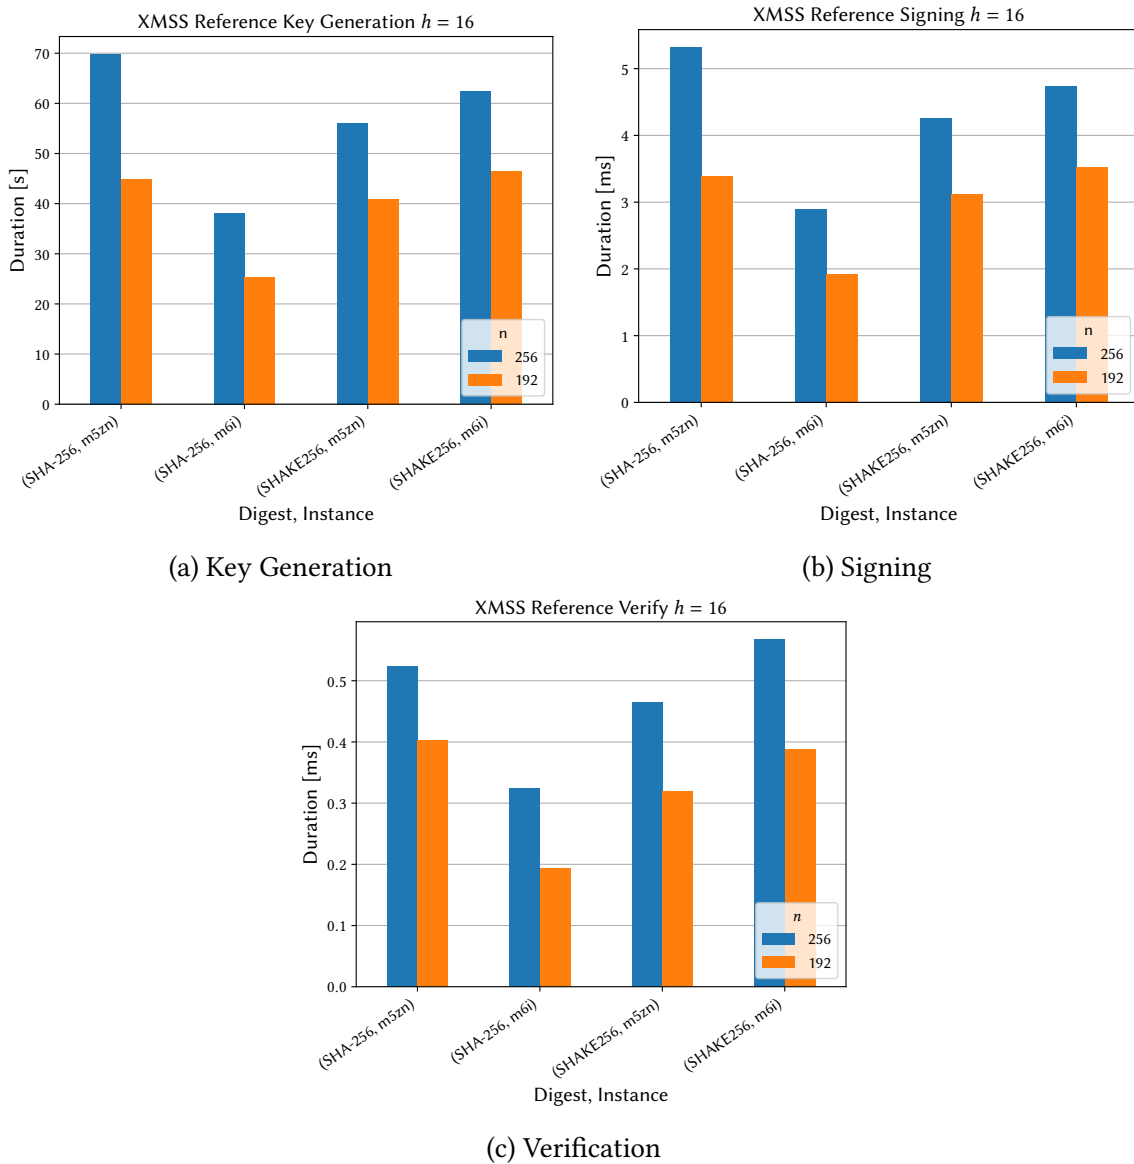 XMSS Reference Key Generation h = 16
Duration [s]
70
60
50
40
30
20
10
0
n
256
192
(SHA-256, m5zn)
(SHA-256, m6i)
(SHAKE256, m5zn)
(SHAKE256, m6i)
Digest, Instance
(a) Key Generation
XMSS Reference Signing h = 16
Duration [ms]
5
4
3
2
1
0
n
256
192
(SHA-256, m5zn)
(SHA-256, m6i)
(SHAKE256, m5zn)
(SHAKE256, m6i)
Digest, Instance
(b) Signing
XMSS Reference Verify h = 16
Duration [ms]
0.5
0.4
0.3
0.2
0.1
0.0
n
256
192
(SHA-256, m5zn)
(SHA-256, m6i)
(SHAKE256, m5zn)
(SHAKE256, m6i)
Digest, Instance
(c) Verification